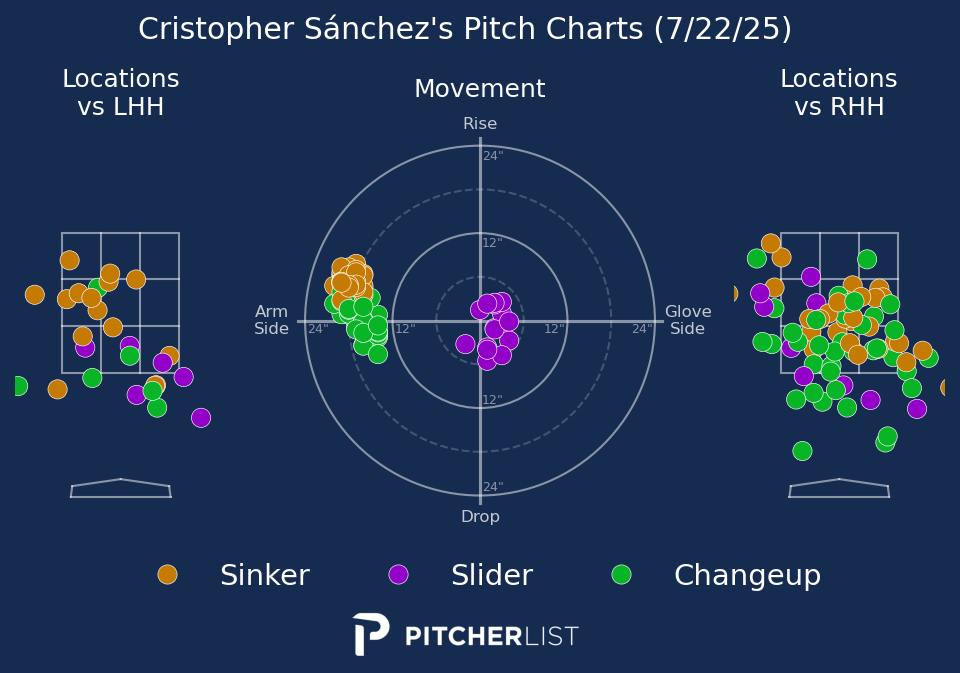 Cristopher Sánchez's Pitch Charts (7/22/25)
Locations
vs LHH
Movement
Locations
vs RHH
Rise
24"
12"
Arm
Side
24"
12"
12"
24"
Glove
Side
12"
24"
Drop
Sinker
Slider
Changeup
PITCHERLIST